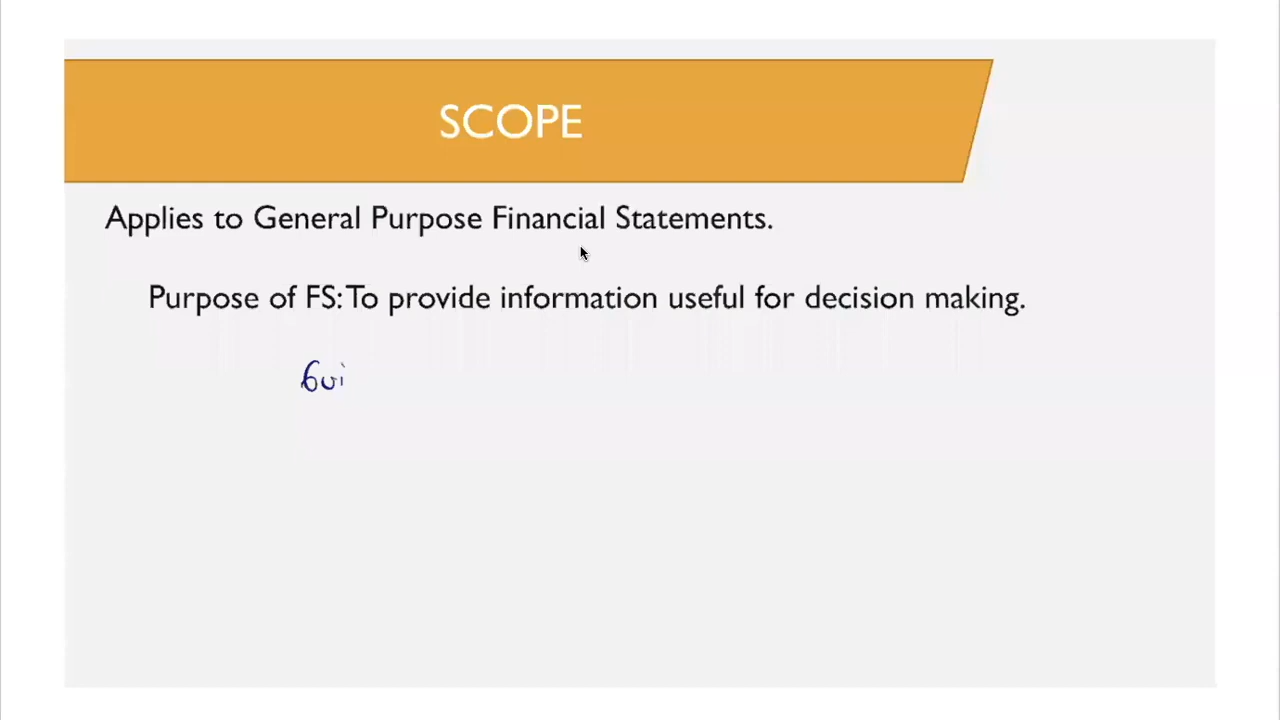 SCOPE
Applies to General Purpose Financial Statements.
Purpose of FS: To provide information useful for decision making.